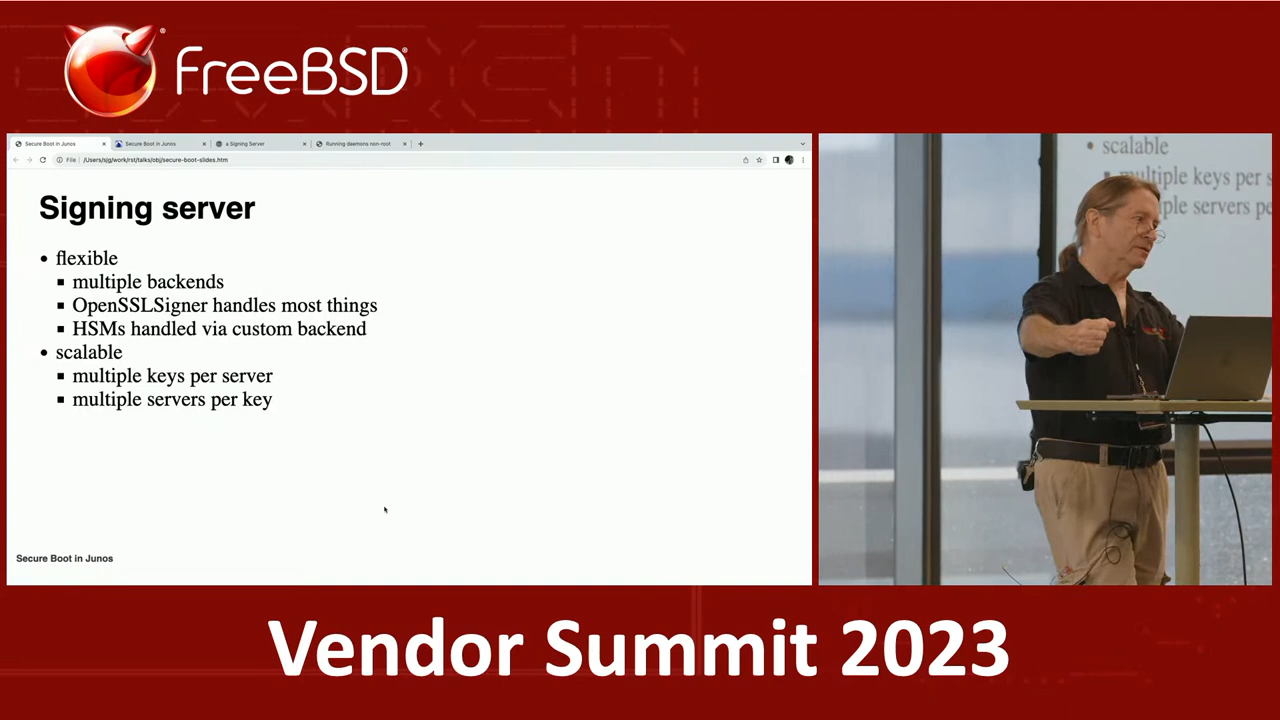 FreeBSD®
Secure Boot in Junos
Secure Boot in Junos
a Signing Server
Running daemons non-root
File | /Users/sjg/work/rst/talks/obj/secure-boot-slides.htm
Signing server
• flexible
▪ multiple backends
▪ OpenSSLSigner handles most things
▪ HSMs handled via custom backend
• scalable
▪ multiple keys per server
▪ multiple servers per key
Secure Boot in Junos
• scalable
▪ multiple keys per s
ple servers pe
Vendor Summit 2023